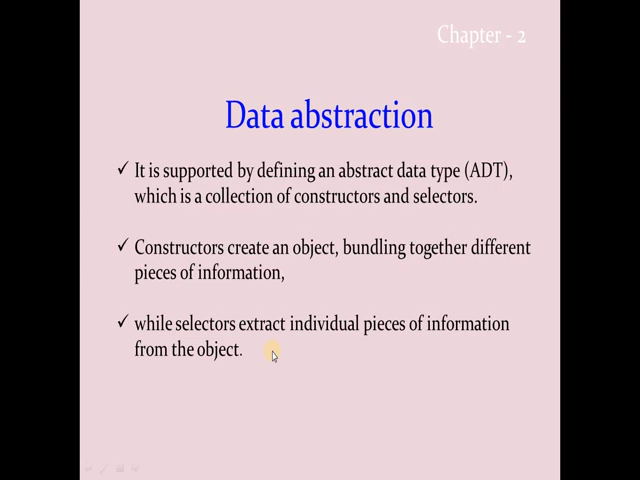 Chapter - 2
Data abstraction
✓ It is supported by defining an abstract data type (ADT),
which is a collection of constructors and selectors.
✓ Constructors create an object, bundling together different
pieces of information,
✓ while selectors extract individual pieces of information
from the object.